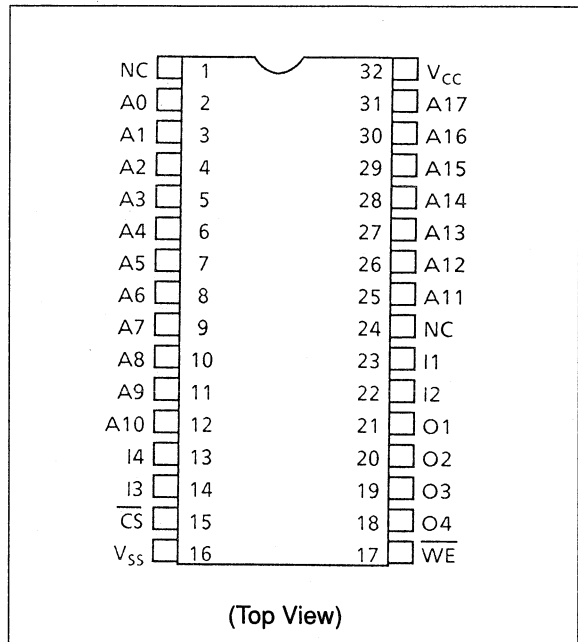 NC 1 32 VCC
A0 2 31 A17
A1 3 30 A16
A2 4 29 A15
A3 5 28 A14
A4 6 27 A13
A5 7 26 A12
A6 8 25 A11
A7 9 24 NC
A8 10 23 I1
A9 11 22 I2
A10 12 21 O1
I4 13 20 O2
I3 14 19 O3
C̅S̅ 15 18 O4
VSS 16 17 W̅E̅
(Top View)